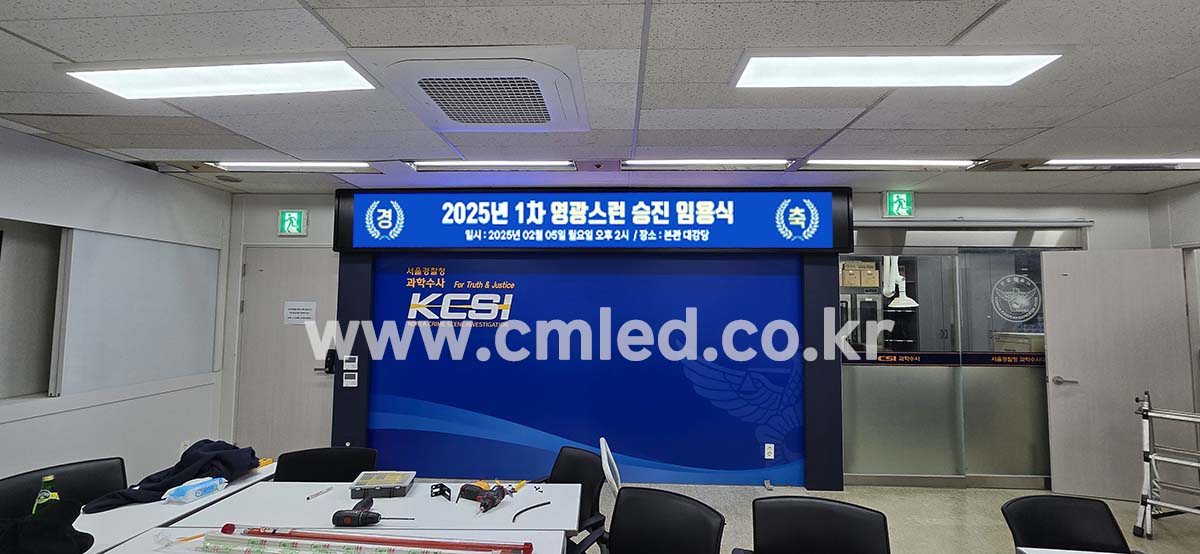 경
2025년 1차 영광스런 승진 임용식
축
일시 : 2025년 02월 05일 월요일 오후 2시 / 장소 : 본관 대강당
서울경찰청
과학수사 For Truth & Justice
KCSI
KOREA CRIME SCENE INVESTIGATION
www.cmled.co.kr
CSI 과학수사
서울경찰청 과학수사